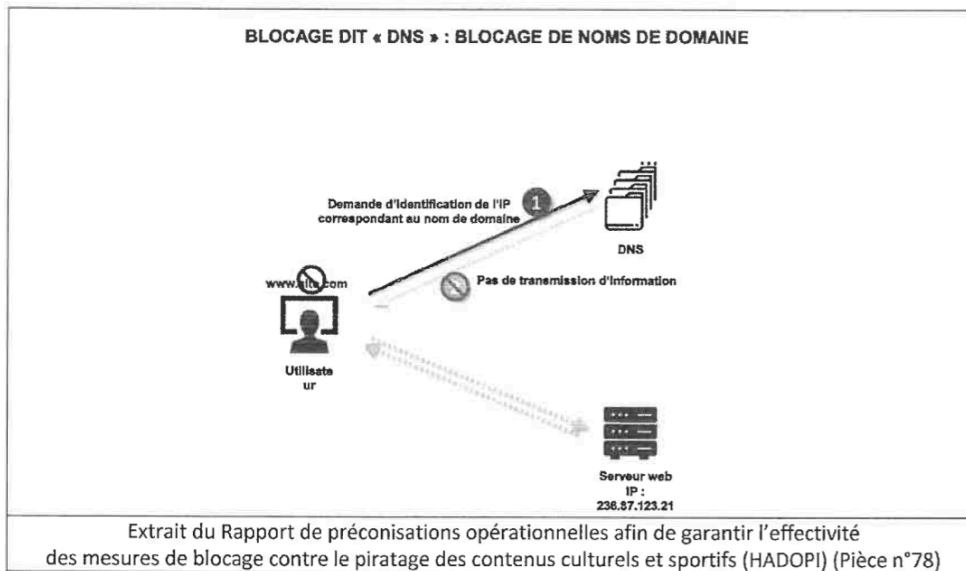 BLOCAGE DIT « DNS » : BLOCAGE DE NOMS DE DOMAINE
Demande d'Identification de l'IP
correspondant au nom de domaine
1
DNS
www.site.com
2
Pas de transmission d'Information
Utilisate
ur
Serveur web
IP :
236.87.123.21
Extrait du Rapport de préconisations opérationnelles afin de garantir l'effectivité
des mesures de blocage contre le piratage des contenus culturels et sportifs (HADOPI) (Pièce n°78)